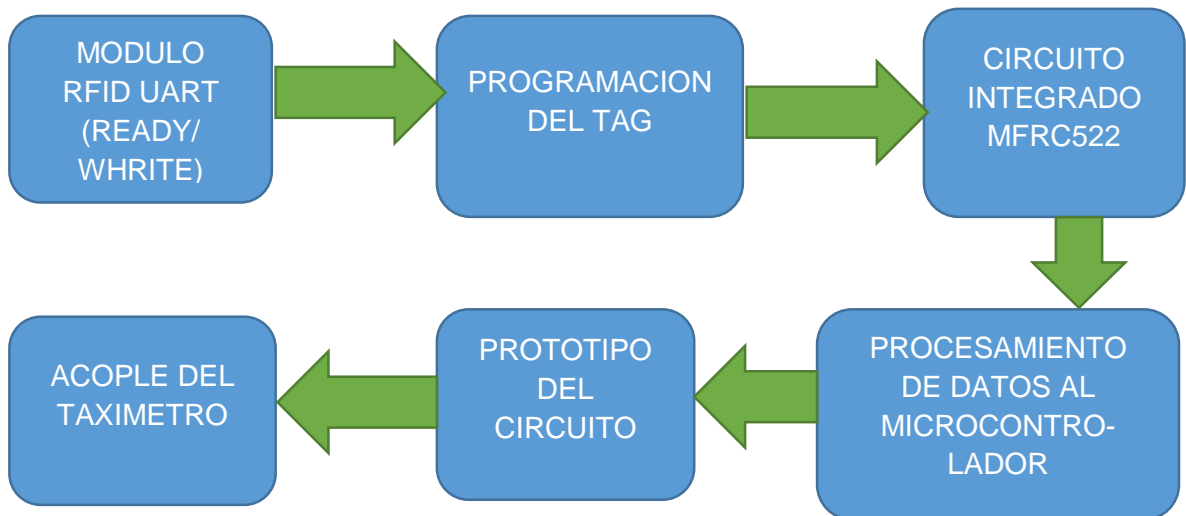 MODULO
RFID UART
(READY/
WHRITE)
PROGRAMACION
DEL TAG
CIRCUITO
INTEGRADO
MFRC522
PROCESAMIENTO
DE DATOS AL
MICROCONTRO-
LADOR
PROTOTIPO
DEL
CIRCUITO
ACOPLE DEL
TAXIMETRO